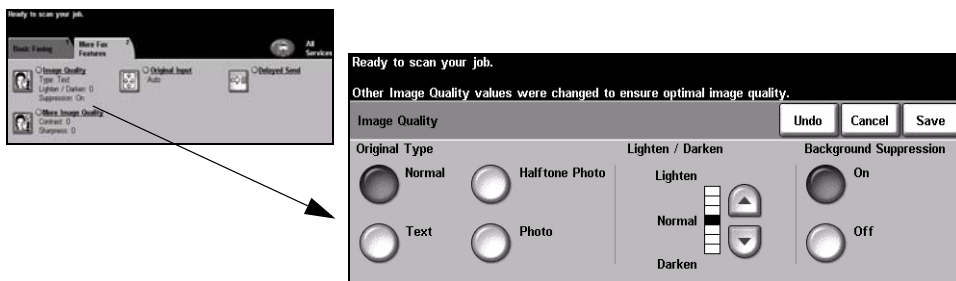 Ready to scan your job.
Basic Faxing 1
More Fax Features 2
All Services
Image Quality
Type: Text
Lighten / Darken: 0
Suppression: On
Original Input
Auto
Delayed Send
More Image Quality
Contrast: 0
Sharpness: 0
Ready to scan your job.
Other Image Quality values were changed to ensure optimal image quality.
Image Quality
Undo
Cancel
Save
Original Type
Lighten / Darken
Background Suppression
Normal
Halftone Photo
Lighten
On
Text
Photo
Normal
Off
Darken